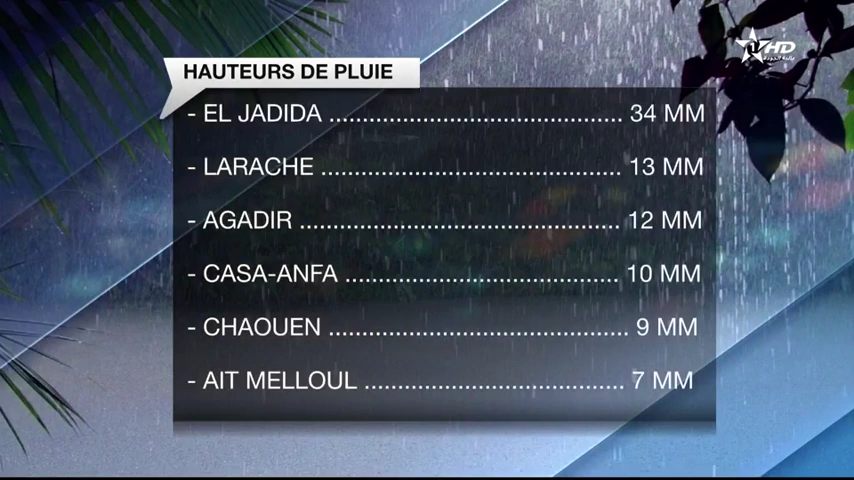 HD
HAUTEURS DE PLUIE
- EL JADIDA ........................................... 34 MM
- LARACHE ............................................ 13 MM
- AGADIR ............................................... 12 MM
- CASA-ANFA ........................................ 10 MM
- CHAOUEN ............................................ 9 MM
- AIT MELLOUL ...................................... 7 MM